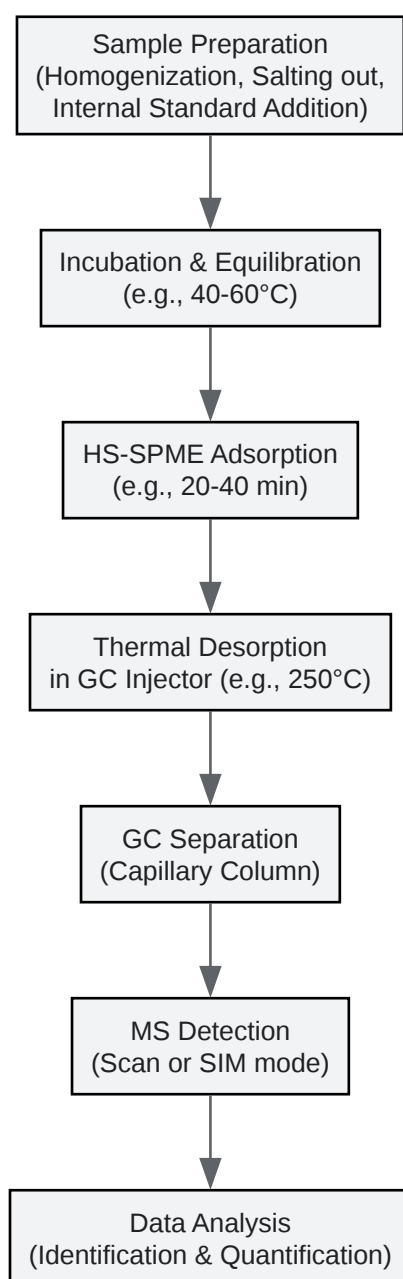 Sample Preparation
(Homogenization, Salting out,
Internal Standard Addition)
Incubation & Equilibration
(e.g., 40-60°C)
HS-SPME Adsorption
(e.g., 20-40 min)
Thermal Desorption
in GC Injector (e.g., 250°C)
GC Separation
(Capillary Column)
MS Detection
(Scan or SIM mode)
Data Analysis
(Identification & Quantification)